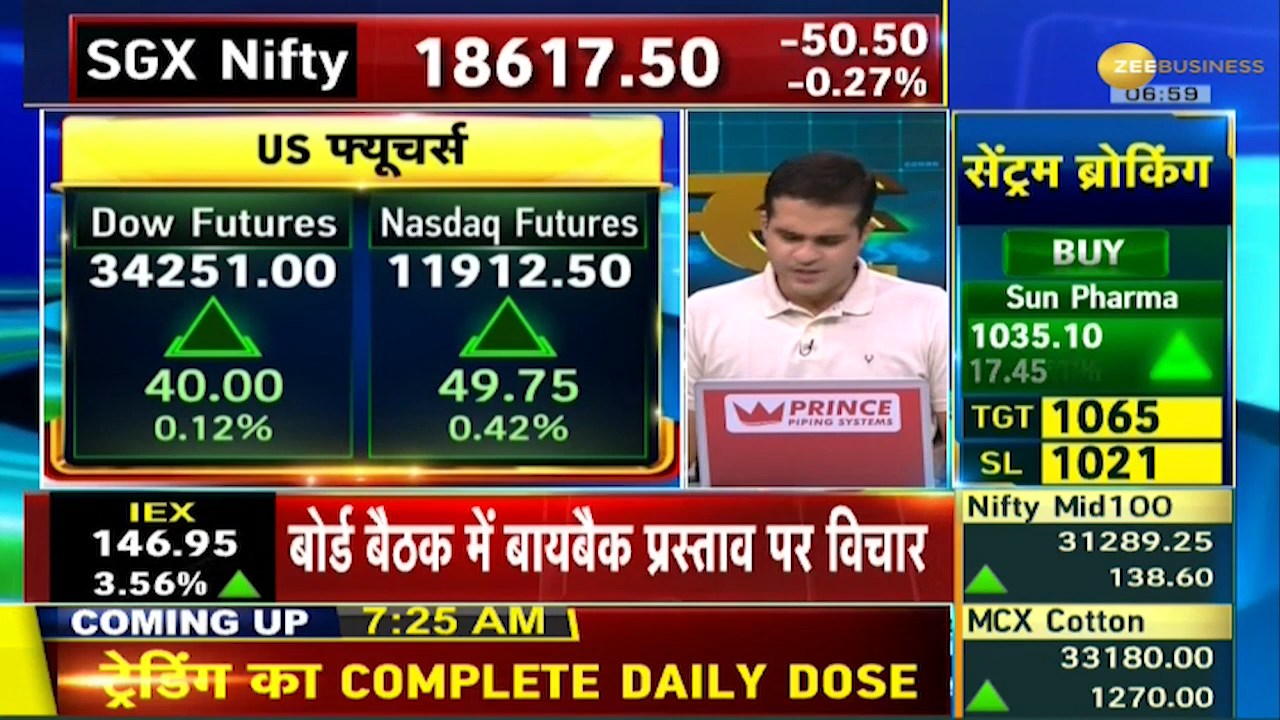 SGX Nifty 18617.50 -50.50
-0.27%
ZEEBUSINESS
06:59
US फ्यूचर्स
Dow Futures
34251.00
40.00
0.12%
Nasdaq Futures
11912.50
49.75
0.42%
PRINCE
PIPING SYSTEMS
सेंट्रम ब्रोकिंग
BUY
Sun Pharma
1035.10
17.45
TGT 1065
SL 1021
IEX
146.95
3.56%
बोर्ड बैठक में बायबैक प्रस्ताव पर विचार
Nifty Mid100
31289.25
138.60
MCX Cotton
33180.00
1270.00
COMING UP 7:25 AM
ट्रेडिंग का COMPLETE DAILY DOSE